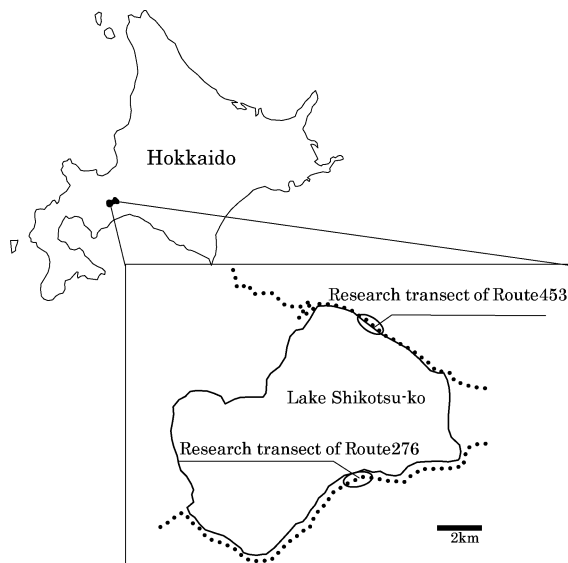 Hokkaido
Research transect of Route453
Lake Shikotsu-ko
Research transect of Route276
2km